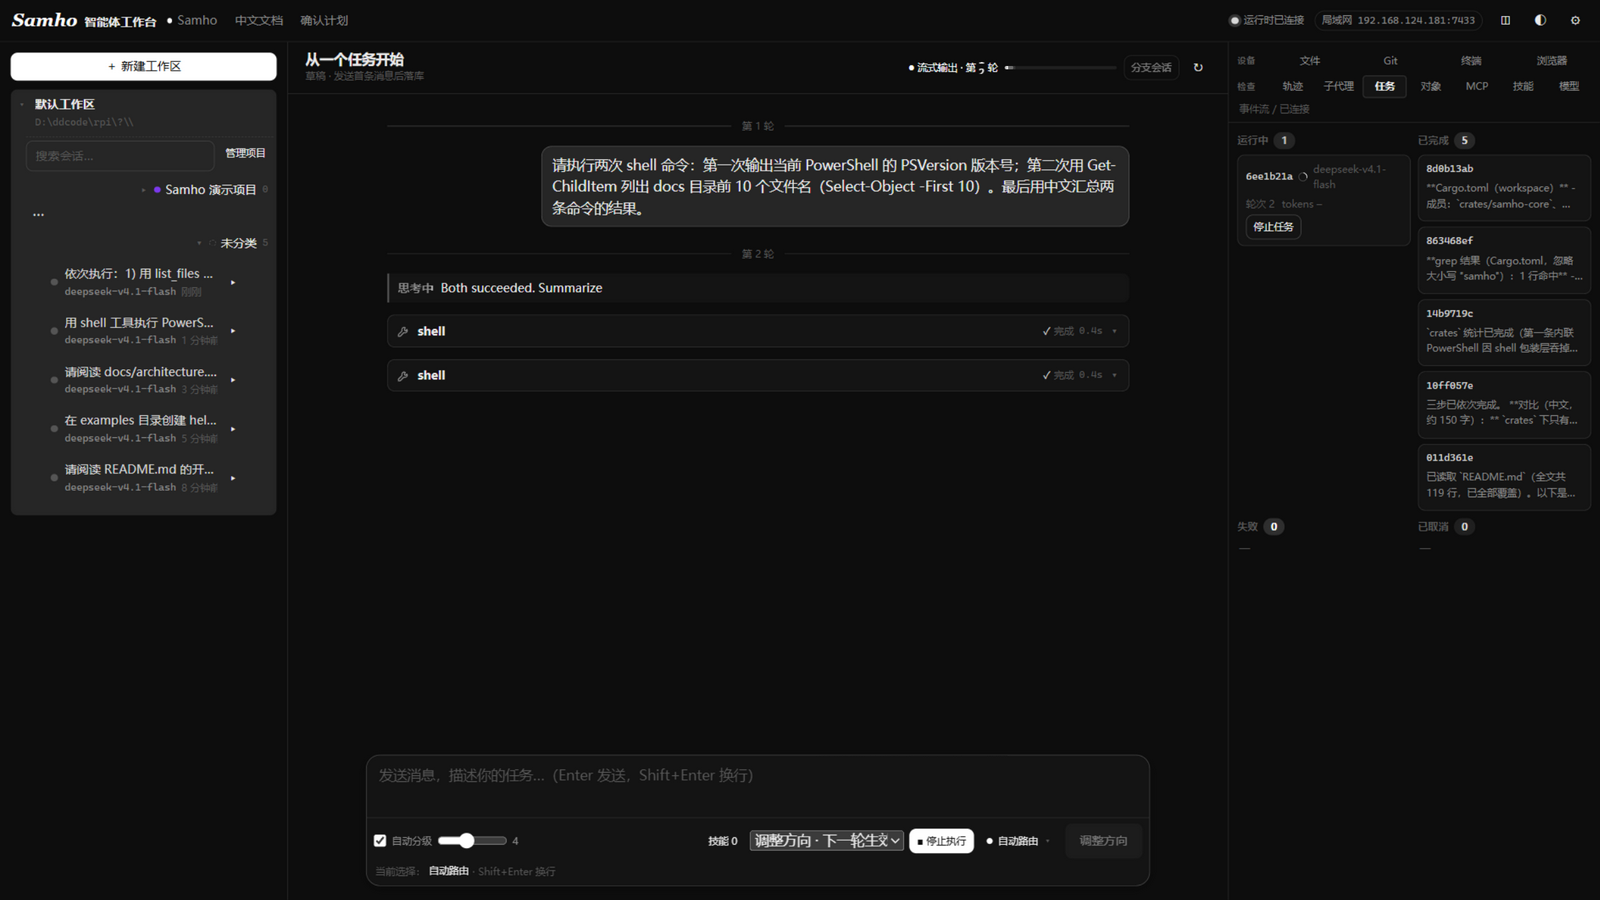 Samho 智能体工作台 Samho 中文文档 确认计划
运行时已连接 局域网 192.168.124.181:7433
+ 新建工作区
默认工作区
D:\ddcode\rpi\?\\
搜索会话... 管理项目
Samho 演示项目 0
...
未分类 5
依次执行：1) 用 list_files ...
deepseek-v4.1-flash 刚刚
用 shell 工具执行 PowerS...
deepseek-v4.1-flash 1 分钟前
请阅读 docs/architecture....
deepseek-v4.1-flash 3 分钟前
在 examples 目录创建 hel...
deepseek-v4.1-flash 5 分钟前
请阅读 README.md 的开...
deepseek-v4.1-flash 8 分钟前
从一个任务开始
草稿 · 发送首条消息后落库
流式输出 · 第 轮 分支会话
第 1 轮
请执行两次 shell 命令：第一次输出当前 PowerShell 的 PSVersion 版本号；第二次用 Get-
ChildItem 列出 docs 目录前 10 个文件名（Select-Object -First 10）。最后用中文汇总两
条命令的结果。
第 2 轮
思考中 Both succeeded. Summarize
shell ✓ 完成 0.4s
shell ✓ 完成 0.4s
发送消息，描述你的任务...（Enter 发送，Shift+Enter 换行）
自动分级 4 技能 0 调整方向 · 下一轮生效 停止执行 自动路由 调整方向
当前选择： 自动路由 · Shift+Enter 换行
设备 文件 Git 终端 浏览器
检查 轨迹 子代理 任务 对象 MCP 技能 模型
事件流 / 已连接
运行中 1
6ee1b21a deepseek-v4.1-
flash
轮次 2 tokens —
停止任务
已完成 5
8d0b13ab
**Cargo.toml（workspace）** -
成员：`crates/samho-core`、...
863468ef
**grep 结果（Cargo.toml，忽略
大小写 "samho"）：1 行命中** -...
14b9719c
`crates` 统计已完成（第一条内联
PowerShell 因 shell 包装层吞掉...
10ff057e
三步已依次完成。 **对比（中文，
约 150 字）：** `crates` 下只有...
011d361e
已读取 `README.md`（全文共
119 行，已全部覆盖）。以下是...
失败 0
—
已取消 0
—